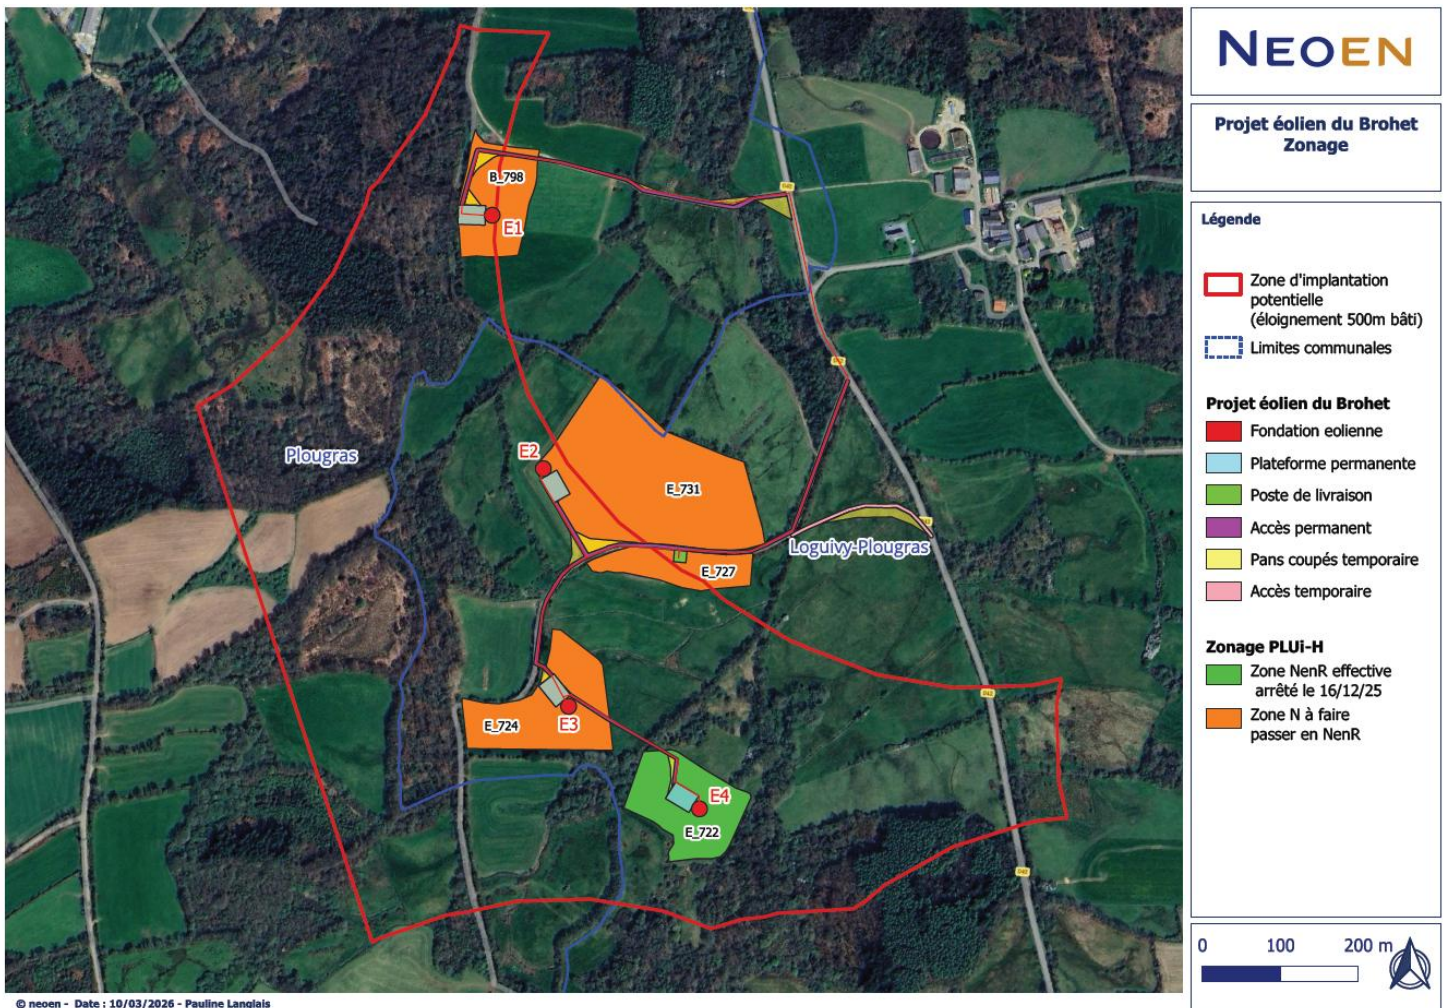 NEOEN
Projet éolien du Brohet
Zonage
Légende
Zone d'implantation
potentielle
(éloignement 500m bâti)
Limites communales
Projet éolien du Brohet
Fondation eolienne
Plateforme permanente
Poste de livraison
Accès permanent
Pans coupés temporaire
Accès temporaire
Zonage PLUi-H
Zone NenR effective
arrêté le 16/12/25
Zone N à faire
passer en NenR
0 100 200 m
B_798
E1
Plougras
E2
E_731
Loguivy-Plougras
E_727
E_724
E3
E4
E_722
© neoen - Date : 10/03/2026 - Pauline Langlais